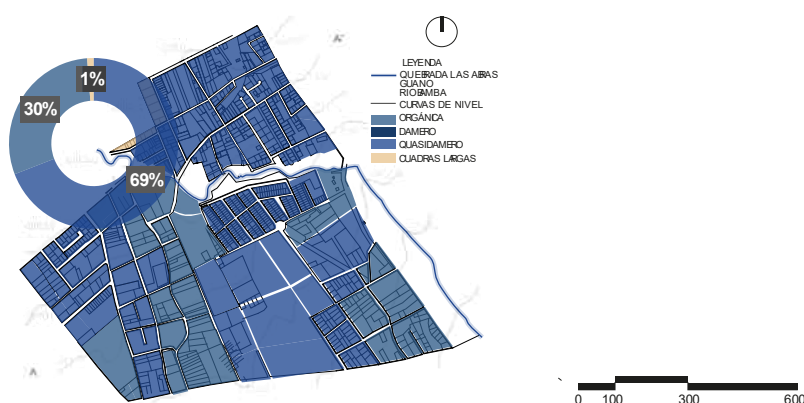 1%
30%
69%
A'
LEYENDA
QUEBRADA LAS ABRAS
GUANO
RIOBAMBA
CURVAS DE NIVEL
ORGÁNICA
DAMERO
QUASIDAMERO
CUADRAS LARGAS
A
0 100 300 600